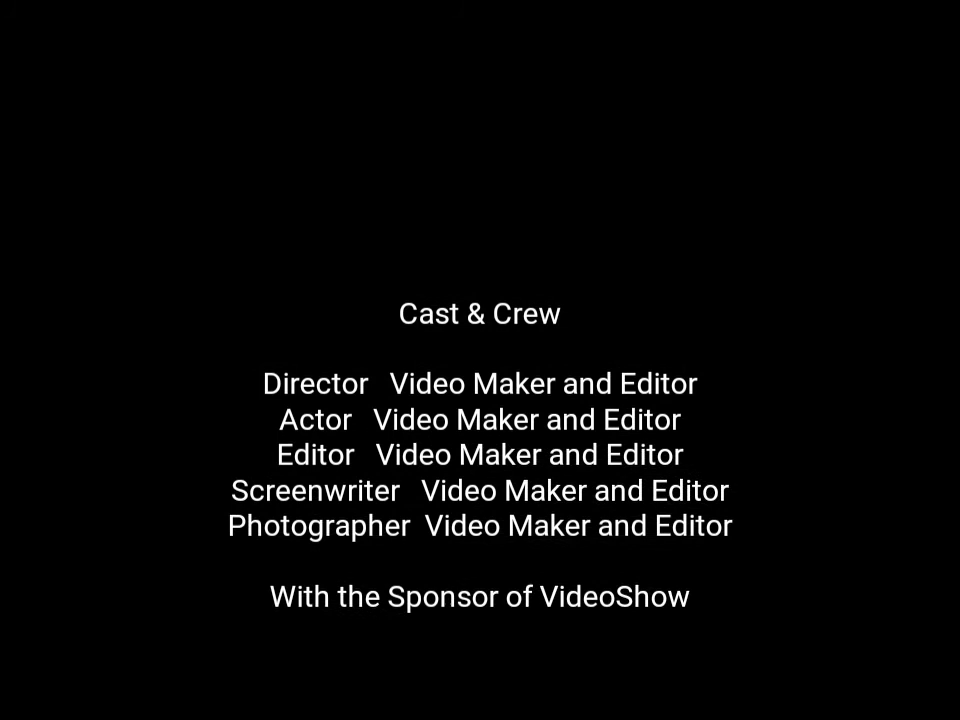 Cast & Crew
Director Video Maker and Editor
Actor Video Maker and Editor
Editor Video Maker and Editor
Screenwriter Video Maker and Editor
Photographer Video Maker and Editor
With the Sponsor of VideoShow